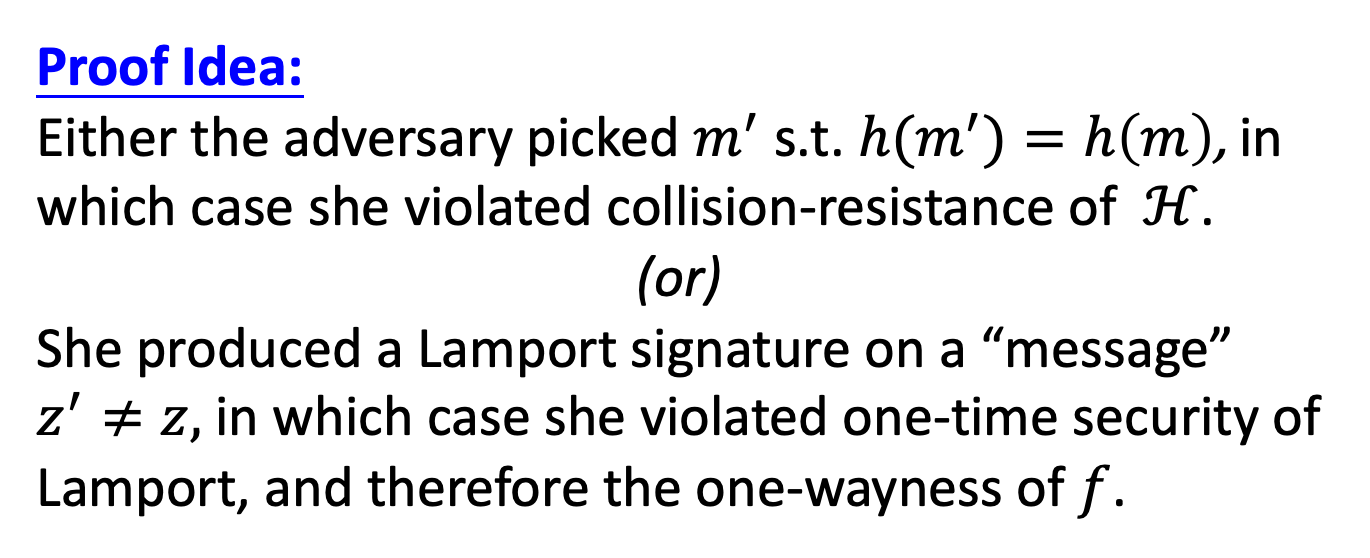 Proof Idea:
Either the adversary picked m′ s.t. h(m′) = h(m), in
which case she violated collision-resistance of ℋ.
(or)
She produced a Lamport signature on a “message”
z′ ≠ z, in which case she violated one-time security of
Lamport, and therefore the one-wayness of f.